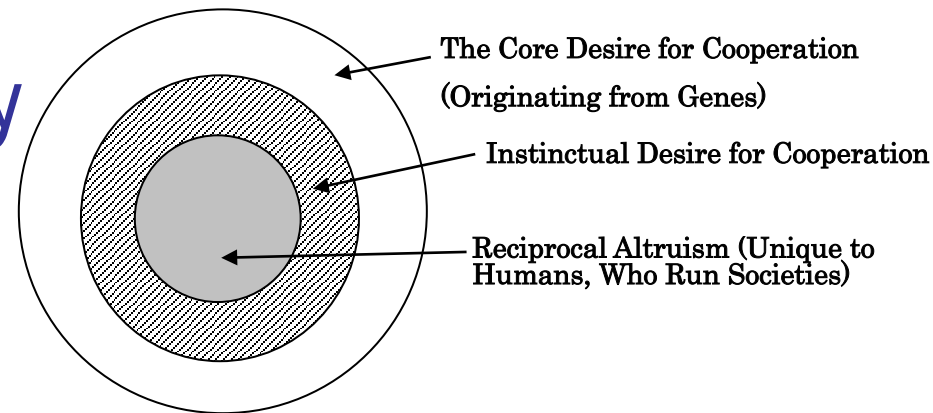 y
The Core Desire for Cooperation
(Originating from Genes)
Instinctual Desire for Cooperation
Reciprocal Altruism (Unique to
Humans, Who Run Societies)